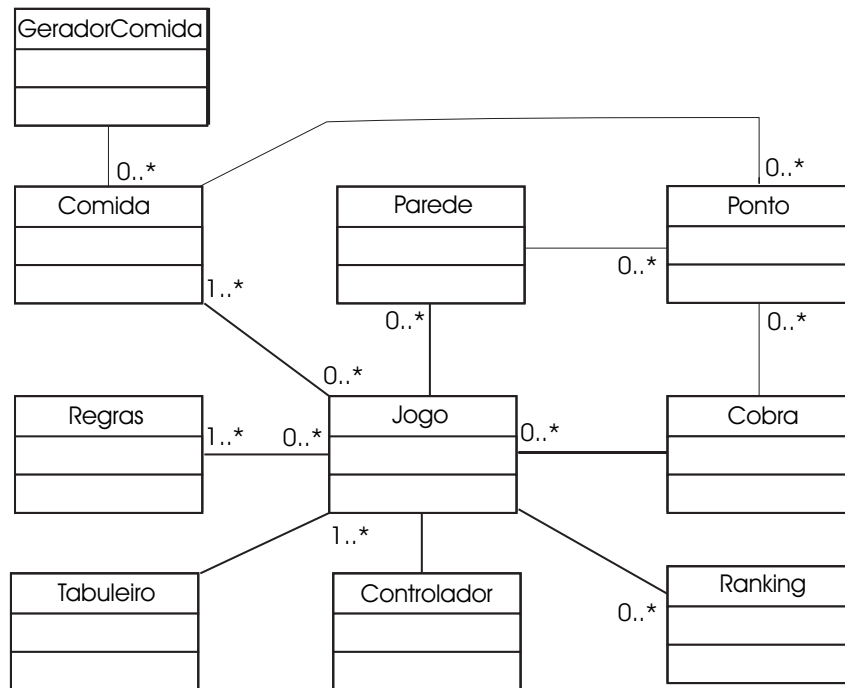 GeradorComida
0..*
0..*
Comida
Parede
Ponto
0..*
1..*
0..*
0..*
0..*
Regras
Jogo
Cobra
1..*
0..*
0..*
1..*
Tabuleiro
Controlador
Ranking
0..*